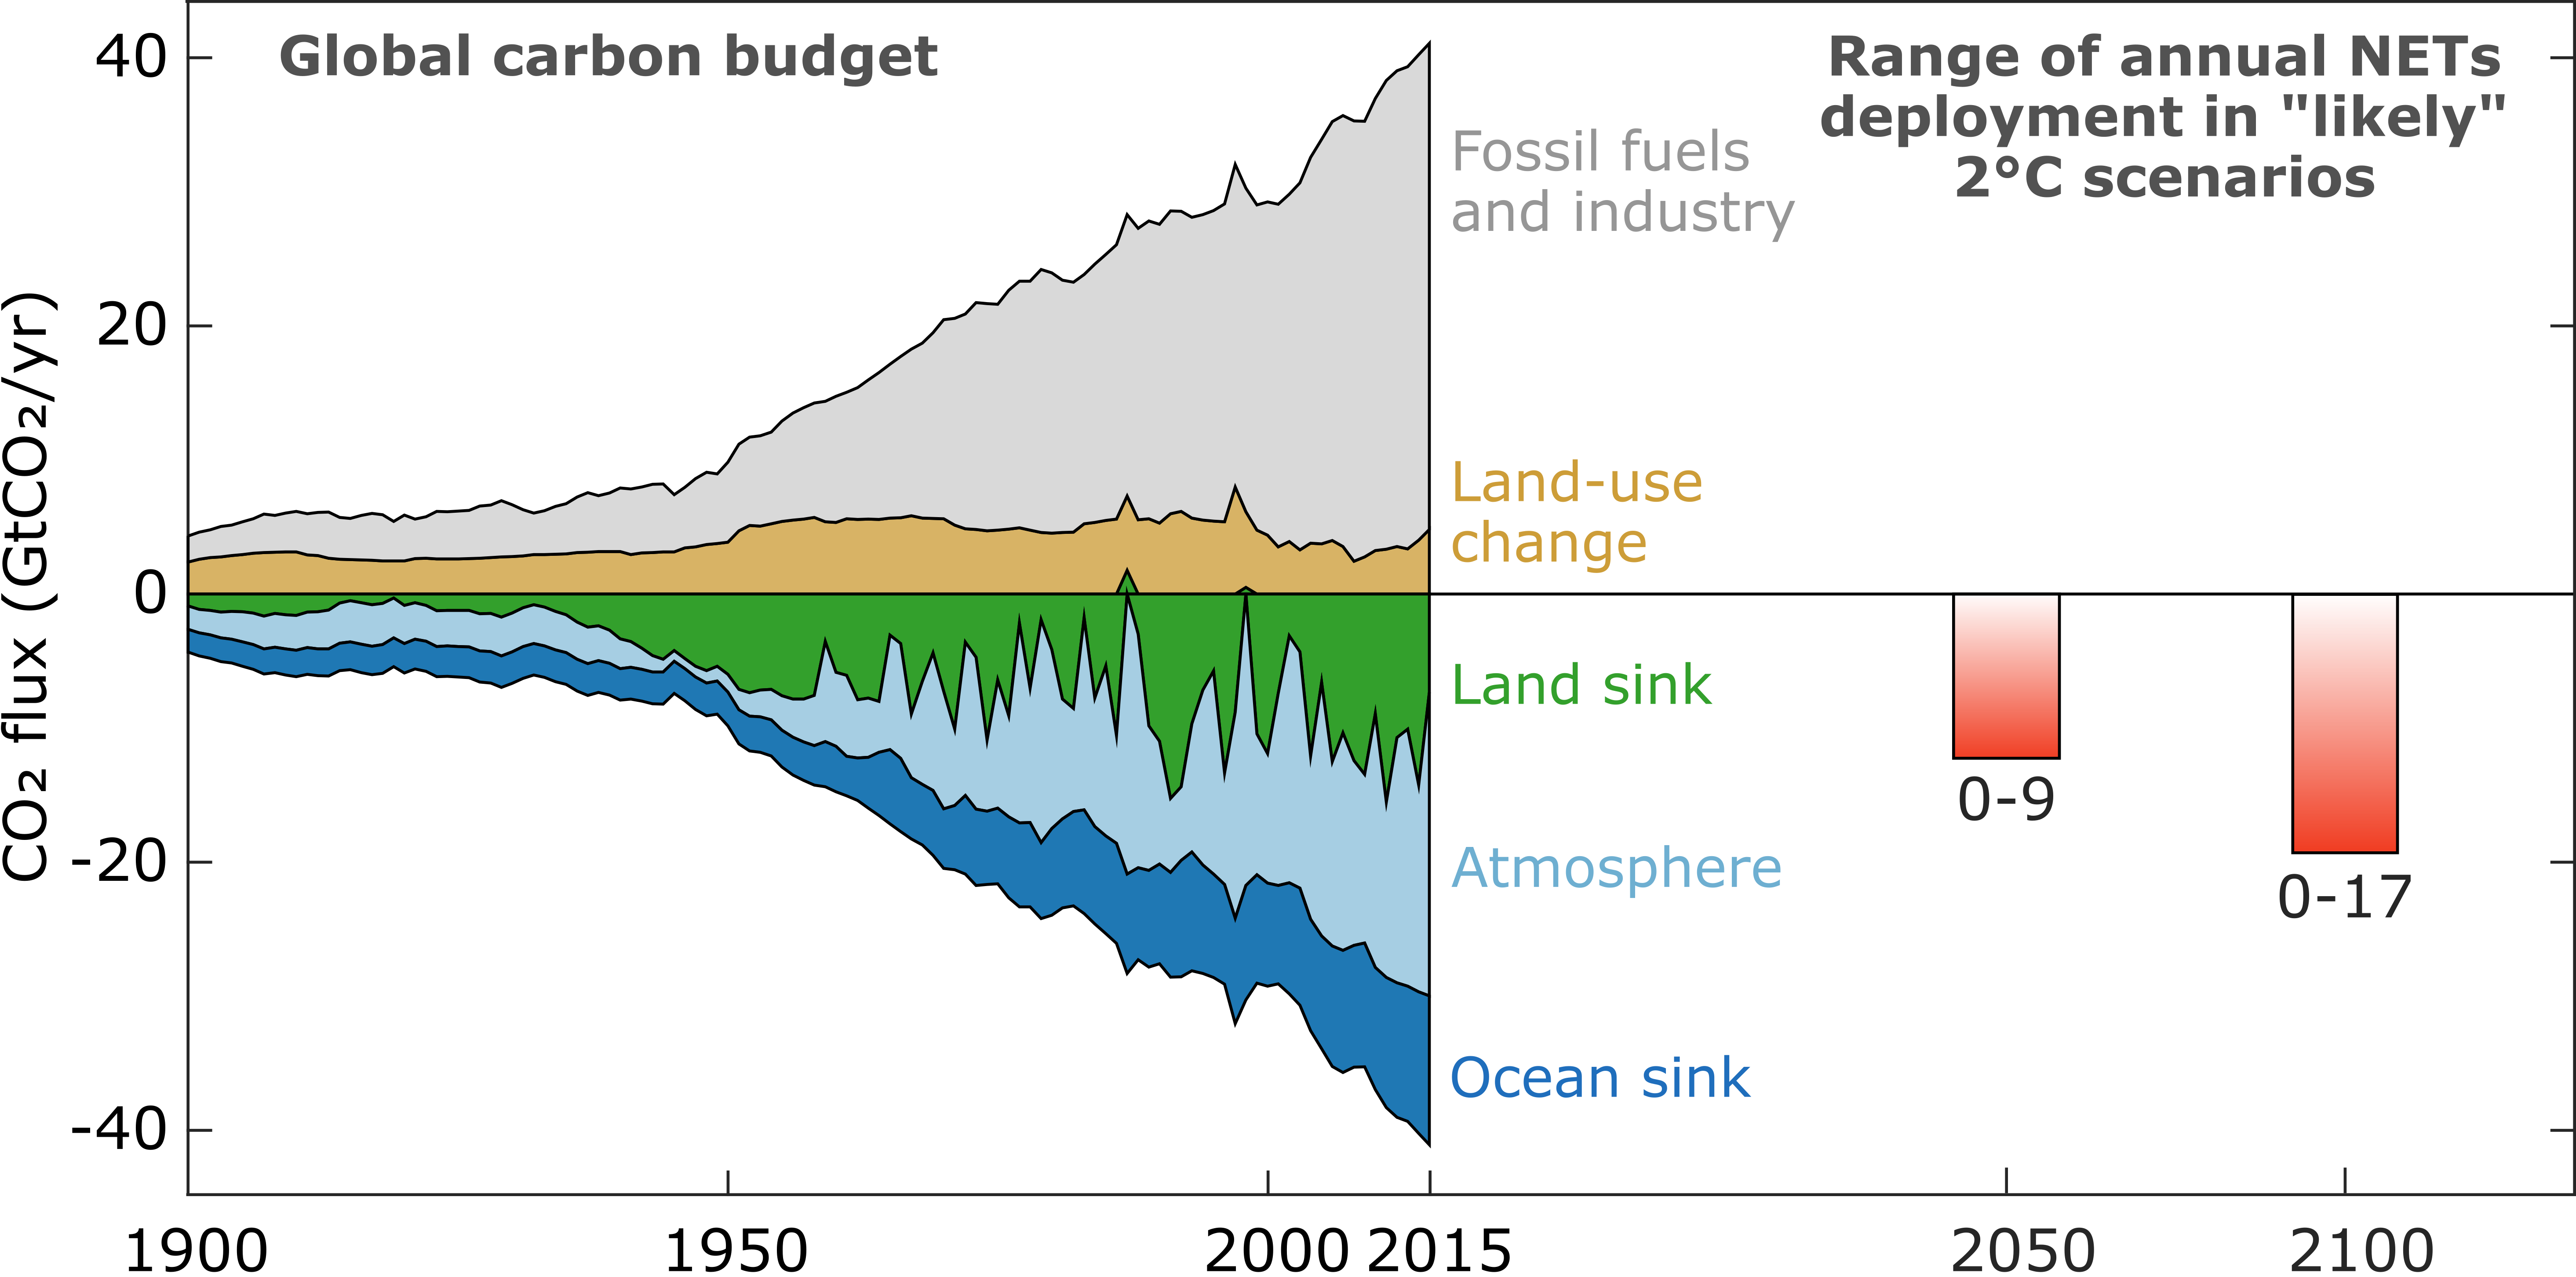 Global carbon budget
Range of annual NETs
deployment in "likely"
2°C scenarios
CO₂ flux (GtCO₂/yr)
40
20
0
-20
-40
Fossil fuels
and industry
Land-use
change
Land sink
Atmosphere
Ocean sink
0-9
0-17
1900
1950
2000
2015
2050
2100